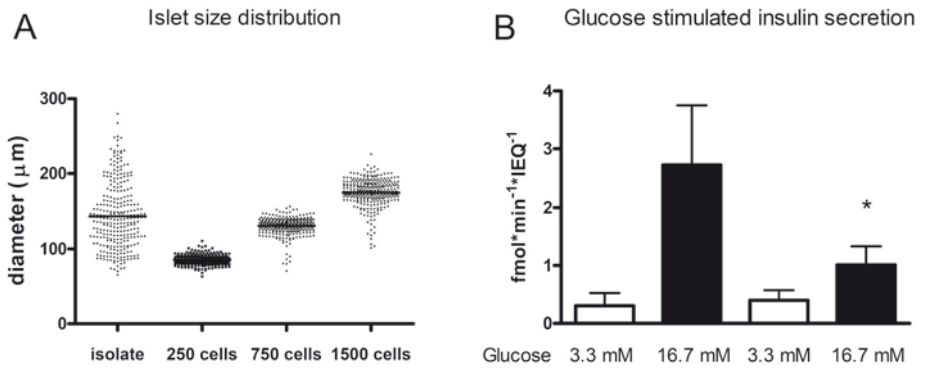 A
Islet size distribution
diameter (µm)
300
200
100
0
isolate 250 cells 750 cells 1500 cells
B
Glucose stimulated insulin secretion
fmol*min-1*IEQ-1
4
3
2
1
0
*
Glucose 3.3 mM 16.7 mM 3.3 mM 16.7 mM